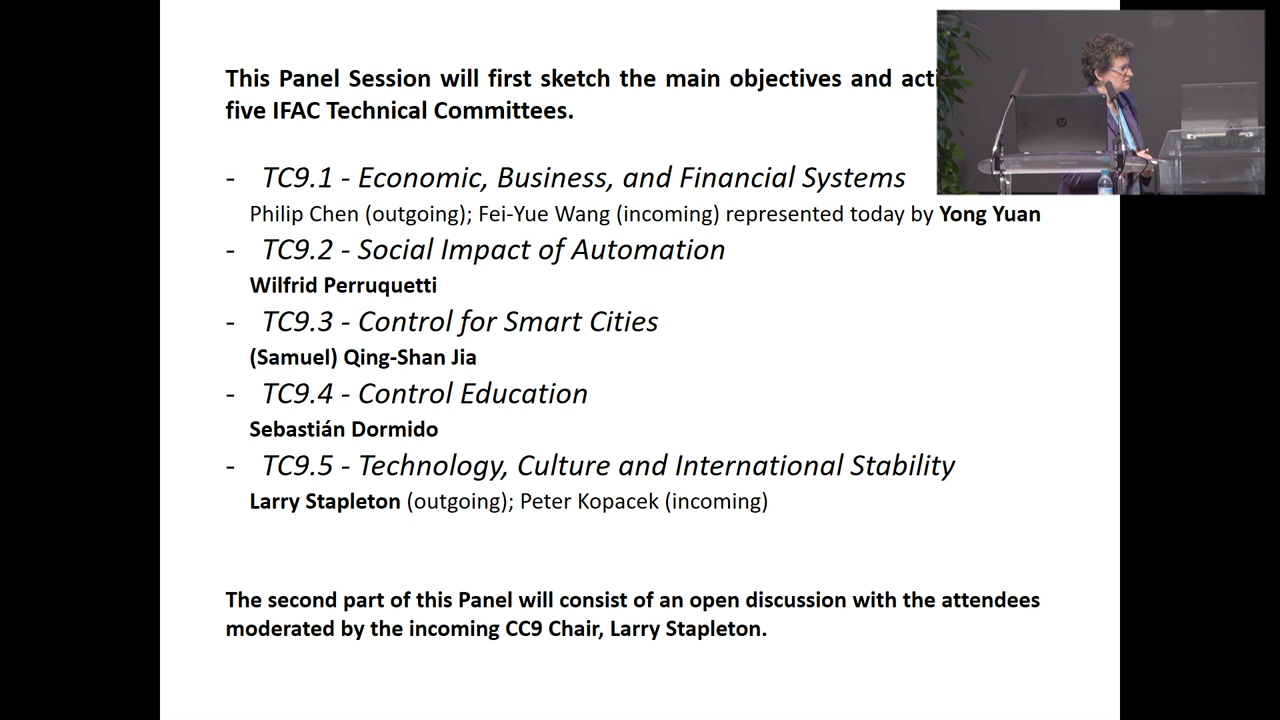 This Panel Session will first sketch the main objectives and
five IFAC Technical Committees.
- TC9.1 - Economic, Business, and Financial Systems
Philip Chen (outgoing); Fei-Yue Wang (incoming) represented today by Yong Yuan
- TC9.2 - Social Impact of Automation
Wilfrid Perruquetti
- TC9.3 - Control for Smart Cities
(Samuel) Qing-Shan Jia
- TC9.4 - Control Education
Sebastián Dormido
- TC9.5 - Technology, Culture and International Stability
Larry Stapleton (outgoing); Peter Kopacek (incoming)
The second part of this Panel will consist of an open discussion with the attendees
moderated by the incoming CC9 Chair, Larry Stapleton.